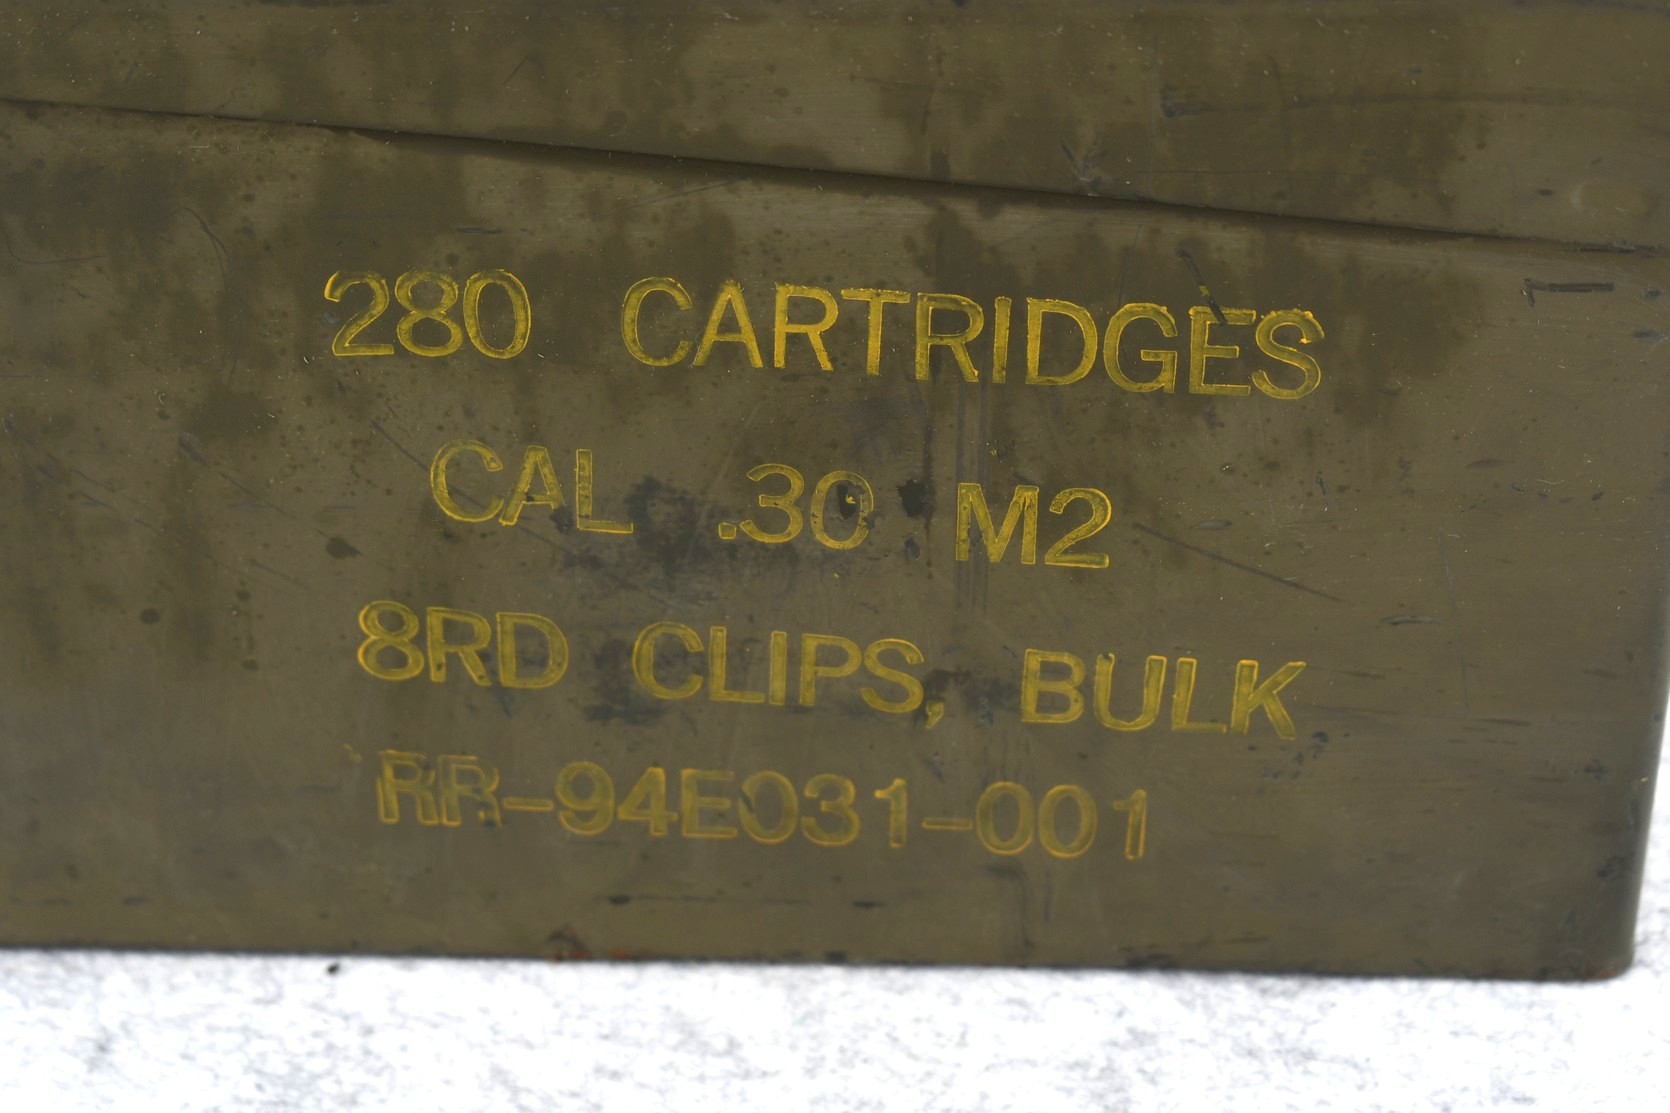 280 CARTRIDGES
CAL .30 M2
8RD CLIPS, BULK
RR-94E031-001